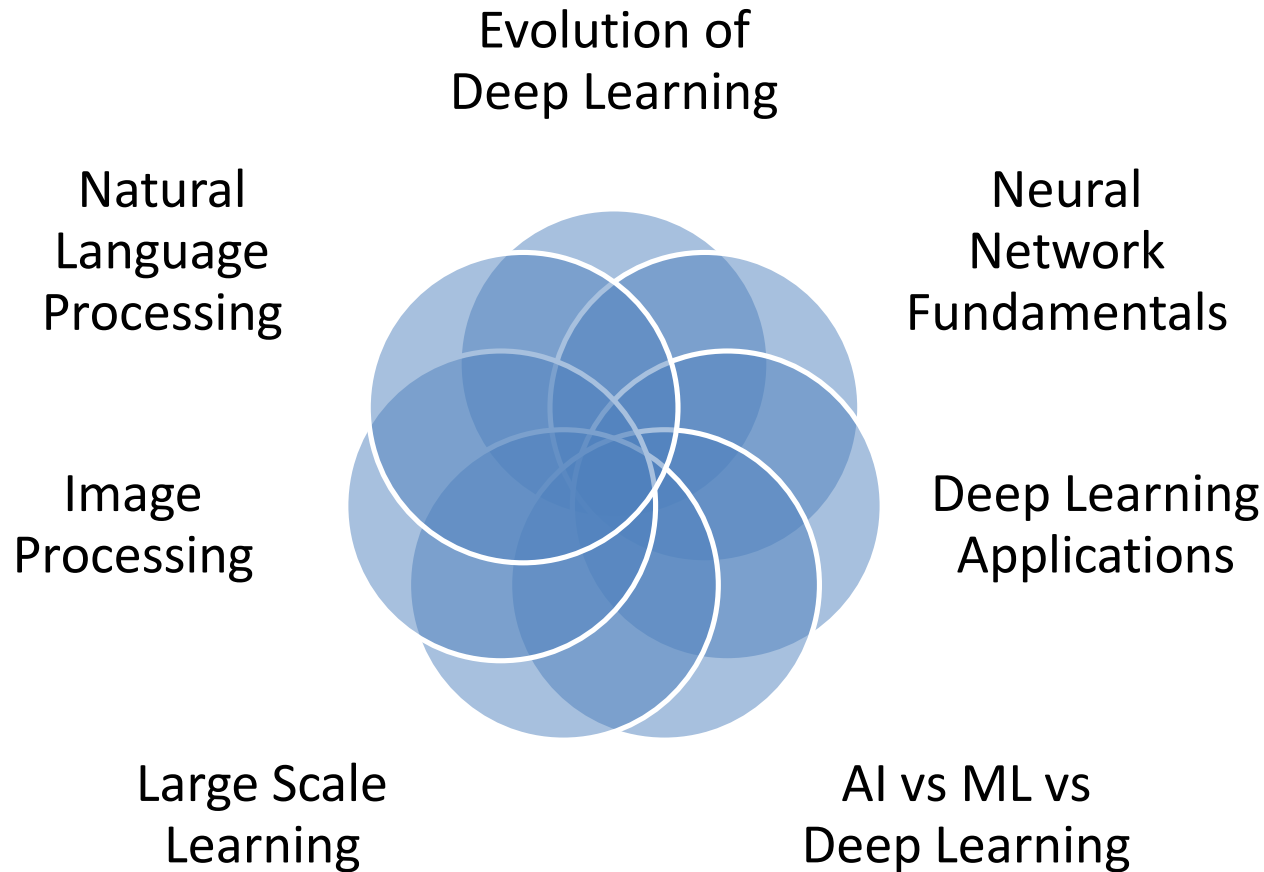 Evolution of
Deep Learning
Neural
Network
Fundamentals
Deep Learning
Applications
AI vs ML vs
Deep Learning
Large Scale
Learning
Image
Processing
Natural
Language
Processing